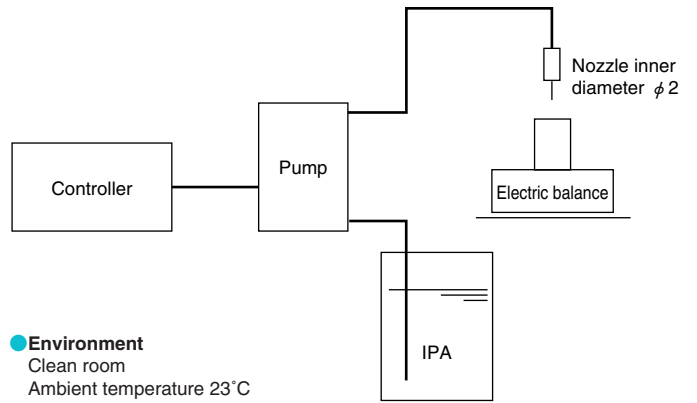 Nozzle inner
diameter φ2
Controller
Pump
Electric balance
IPA
Environment
Clean room
Ambient temperature 23˚C